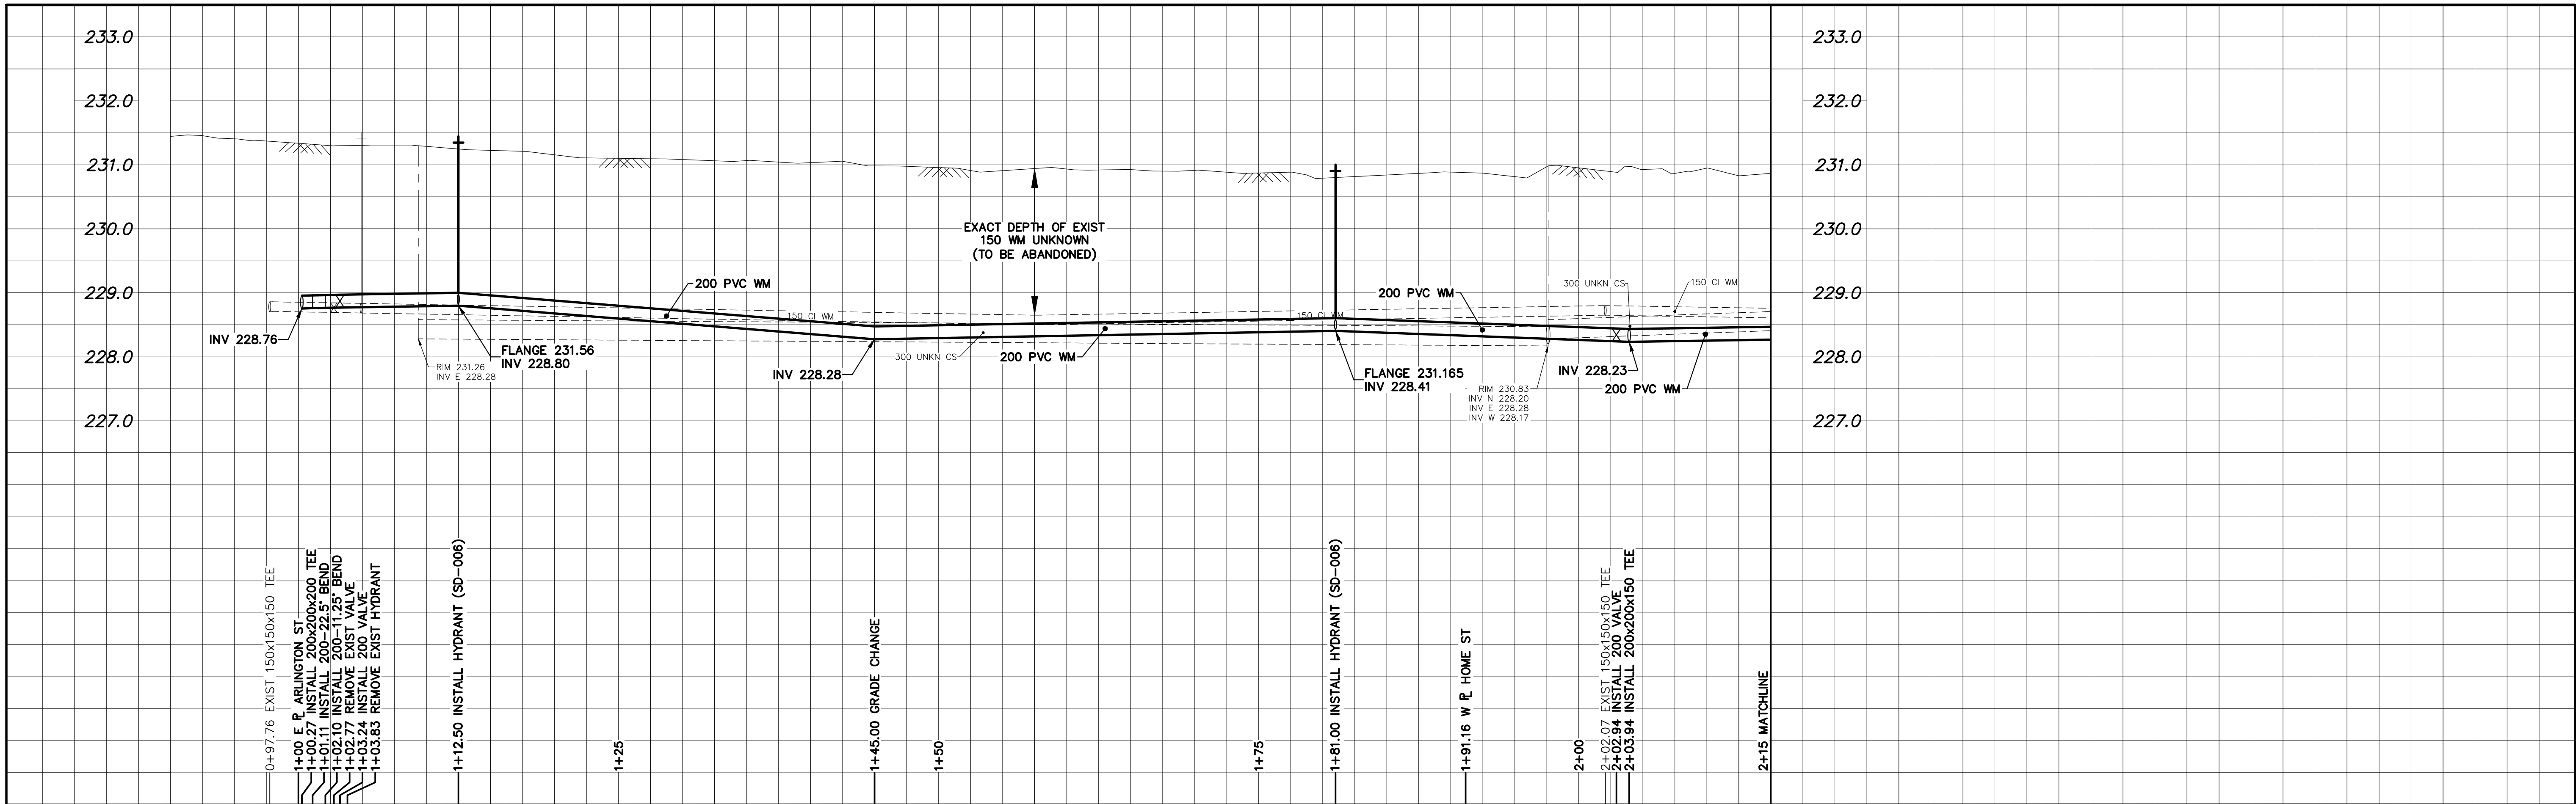 233.0
233.0
232.0
232.0
231.0
231.0
230.0
230.0
229.0
229.0
228.0
228.0
227.0
227.0
INV 228.76
RIM 231.26
INV E 228.28
FLANGE 231.56
INV 228.80
200 PVC WM
150 CI WM
INV 228.28
300 UNKN CS
EXACT DEPTH OF EXIST
150 WM UNKNOWN
(TO BE ABANDONED)
200 PVC WM
150 CI WM
FLANGE 231.165
INV 228.41
200 PVC WM
RIM 230.83
INV N 228.20
INV E 228.28
INV W 228.17
300 UNKN CS
150 CI WM
INV 228.23
200 PVC WM
0+97.76 EXIST 150x150x150 TEE
1+00 E PL ARLINGTON ST
1+00.27 INSTALL 200x200x200 TEE
1+01.11 INSTALL 200-22.5° BEND
1+02.10 INSTALL 200-11.25° BEND
1+02.77 REMOVE EXIST VALVE
1+03.24 INSTALL 200 VALVE
1+03.83 REMOVE EXIST HYDRANT
1+12.50 INSTALL HYDRANT (SD-006)
1+25
1+45.00 GRADE CHANGE
1+50
1+75
1+81.00 INSTALL HYDRANT (SD-006)
1+91.16 W PL HOME ST
2+00
2+02.07 EXIST 150x150x150 TEE
2+02.94 INSTALL 200 VALVE
2+03.94 INSTALL 200x200x150 TEE
2+15 MATCHLINE